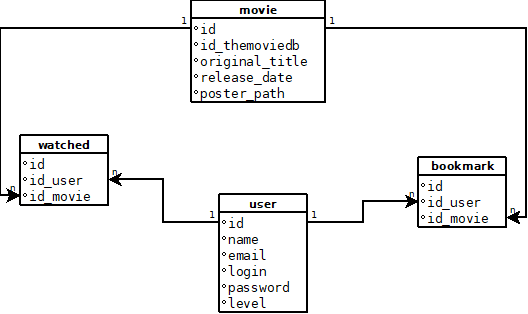 movie
1
1
id
id_themoviedb
original_title
release_date
poster_path
watched
id
n
id_user
n
id_movie
bookmark
id
n
id_user
n
id_movie
user
1
1
id
name
email
login
password
level